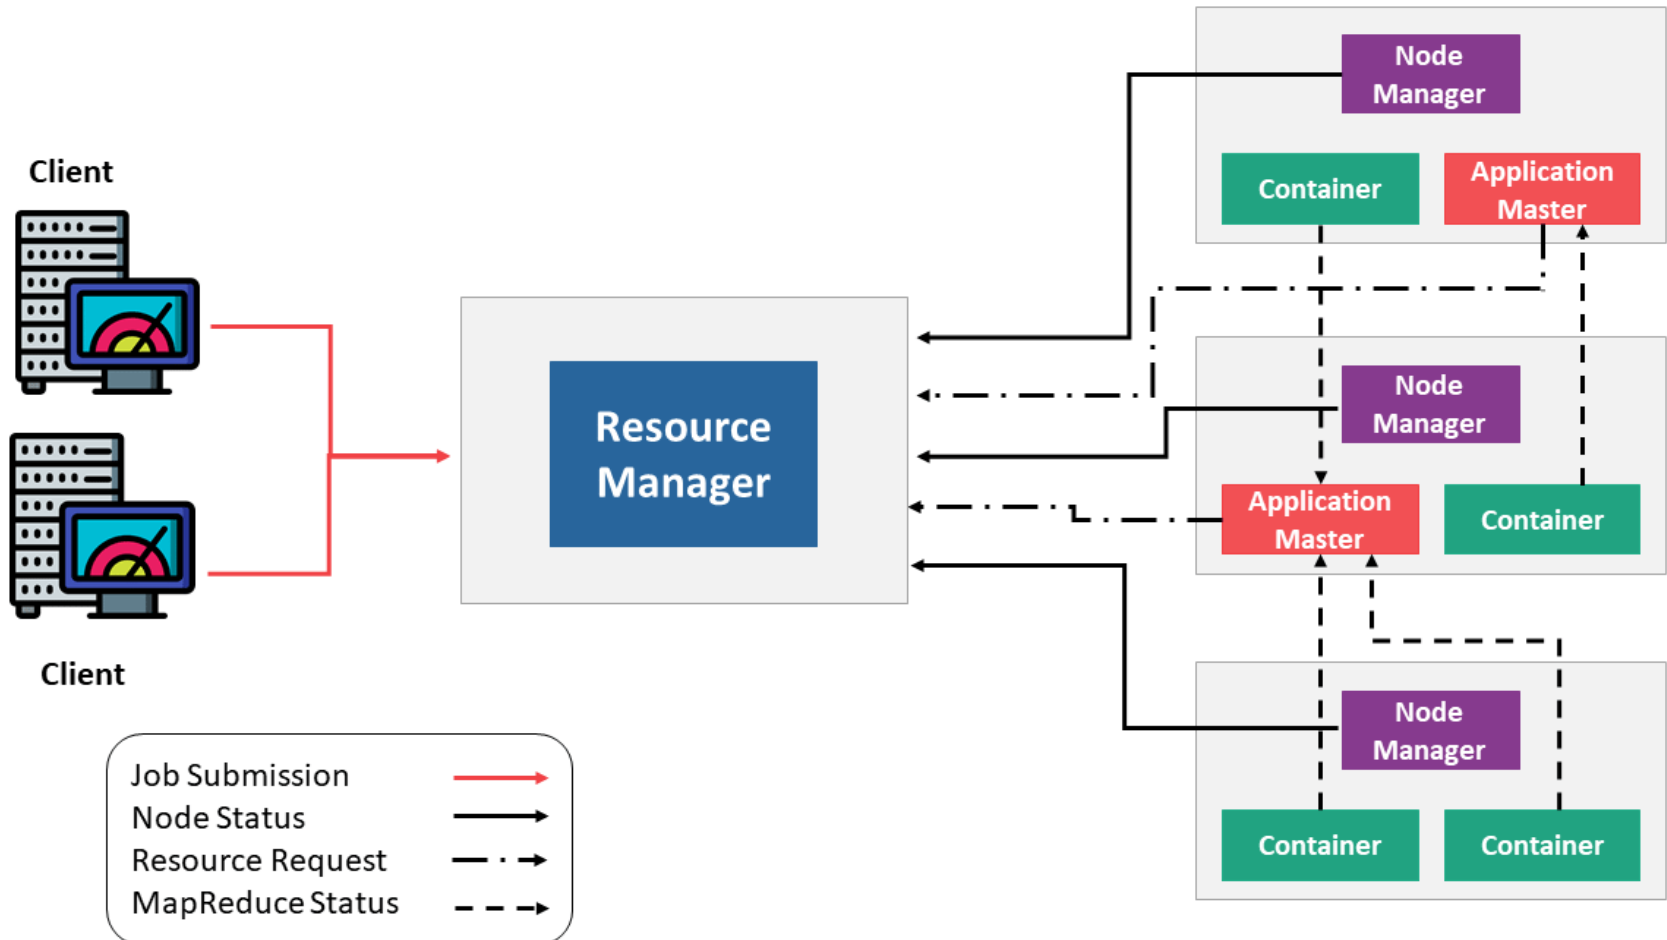 Client
Client
Job Submission
Node Status
Resource Request
MapReduce Status
Resource
Manager
Node
Manager
Container
Application
Master
Node
Manager
Application
Master
Container
Node
Manager
Container
Container